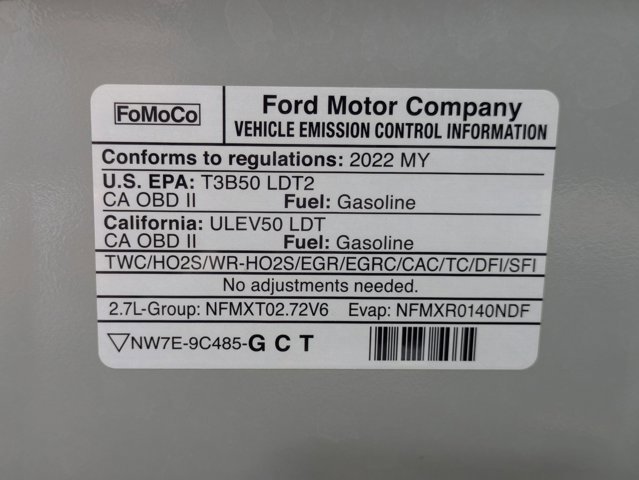 FoMoCo
Ford Motor Company
VEHICLE EMISSION CONTROL INFORMATION
Conforms to regulations: 2022 MY
U.S. EPA: T3B50 LDT2
CA OBD II Fuel: Gasoline
California: ULEV50 LDT
CA OBD II Fuel: Gasoline
TWC/HO2S/WR-HO2S/EGR/EGRC/CAC/TC/DFI/SFI
No adjustments needed.
2.7L-Group: NFMXT02.72V6 Evap: NFMXR0140NDF
NW7E-9C485-G C T